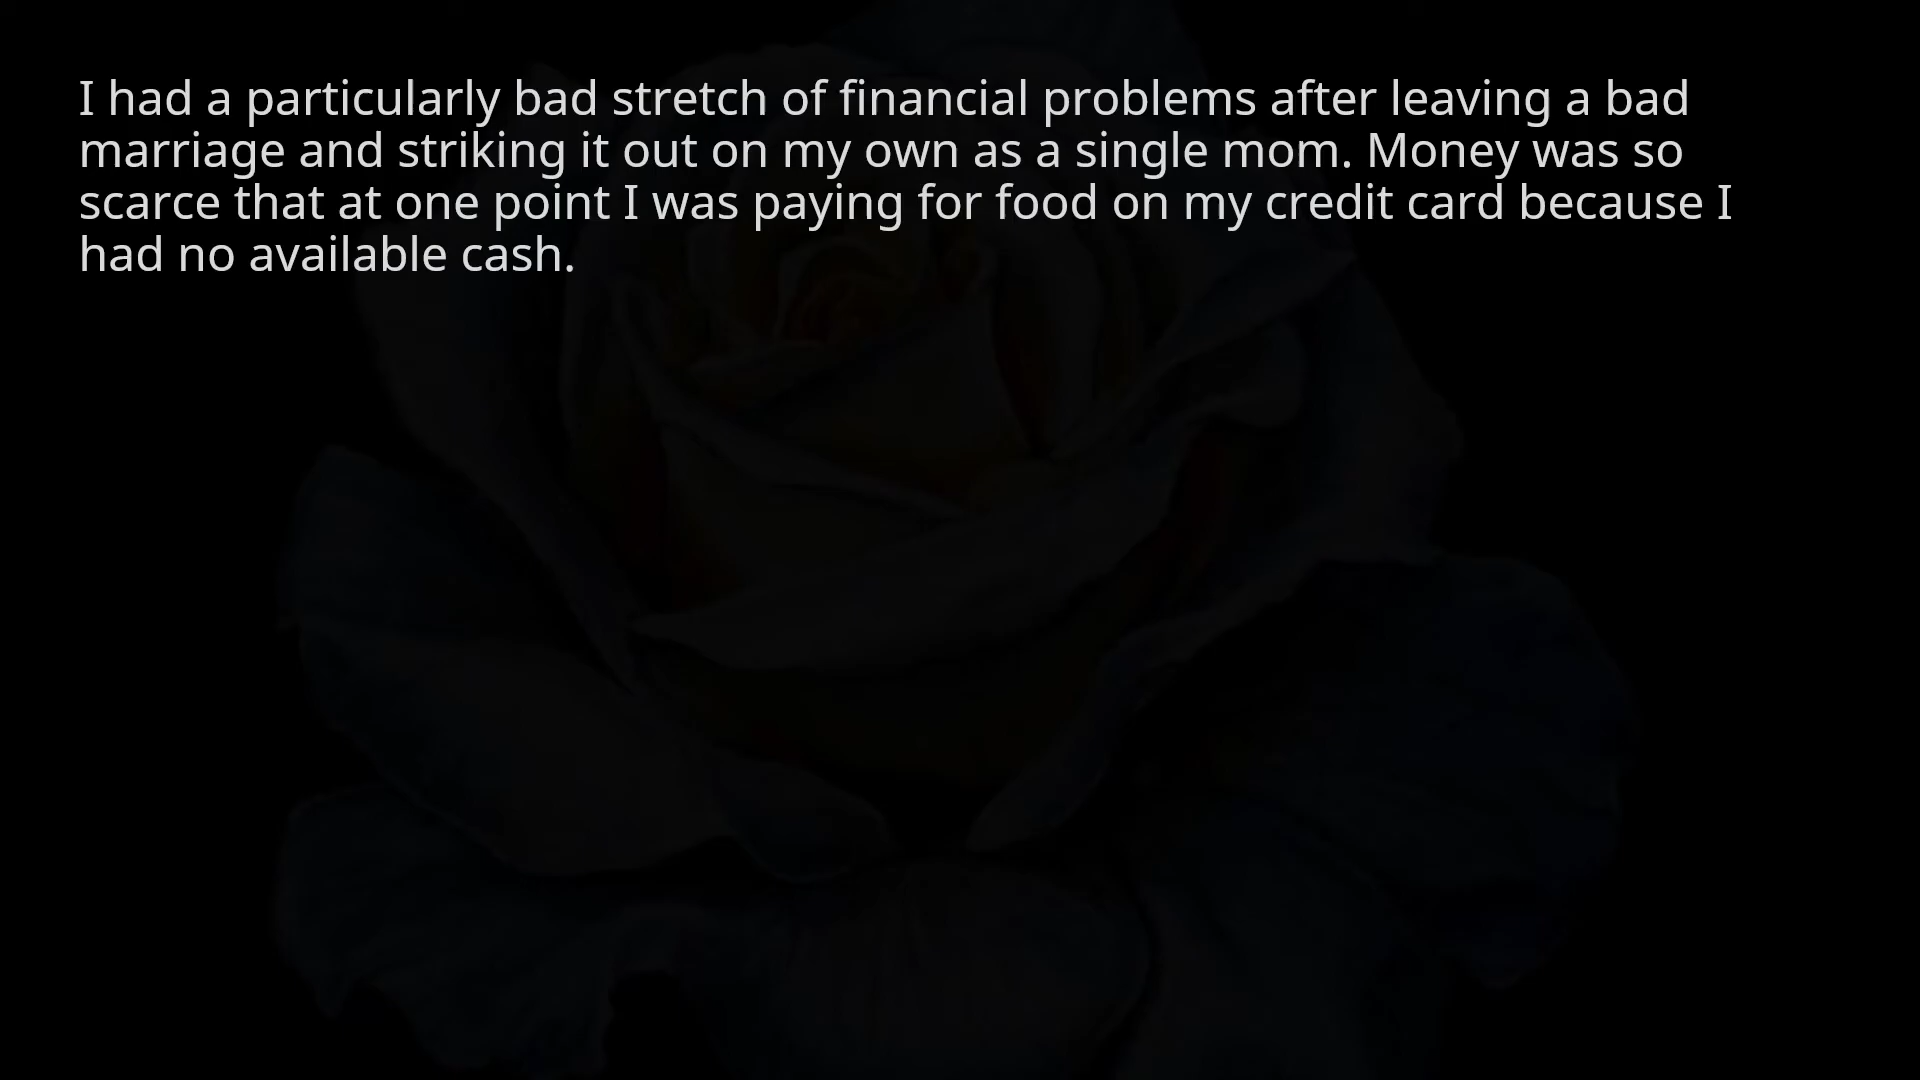 I had a particularly bad stretch of financial problems after leaving a bad
marriage and striking it out on my own as a single mom. Money was so
scarce that at one point I was paying for food on my credit card because I
had no available cash.